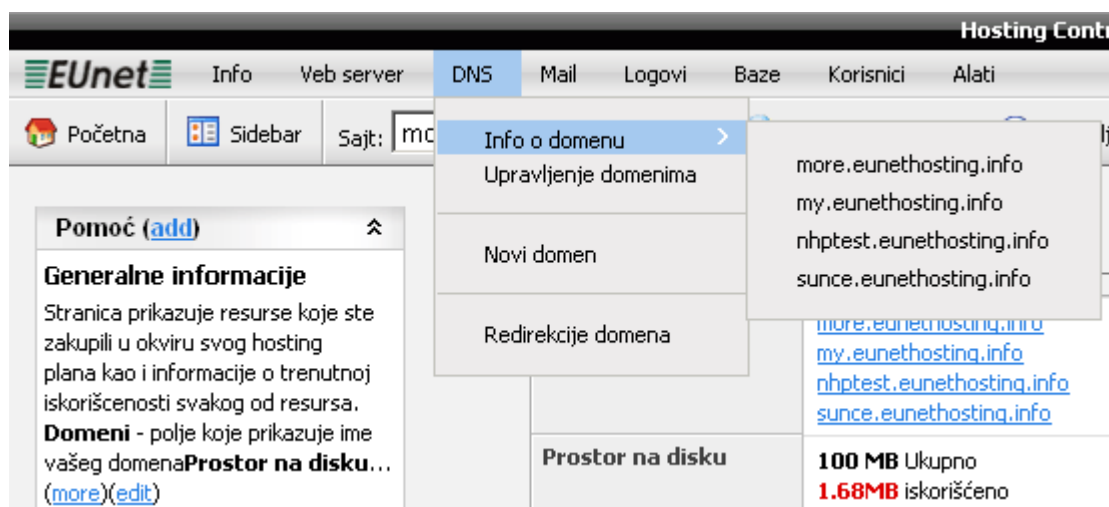 Hosting Contr
EUnet Info Veb server DNS Mail Logovi Baze Korisnici Alati
Početna Sidebar Sajt: mo
Info o domenu
Upravljenje domenima
Novi domen
Redirekcije domena
more.eunethosting.info
my.eunethosting.info
nhptest.eunethosting.info
sunce.eunethosting.info
Pomoć (add)
Generalne informacije
Stranica prikazuje resurse koje ste
zakupili u okviru svog hosting
plana kao i informacije o trenutnoj
iskorišcenosti svakog od resursa.
Domeni - polje koje prikazuje ime
vašeg domenaProstor na disku...
(more)(edit)
more.eunethosting.info
my.eunethosting.info
nhptest.eunethosting.info
sunce.eunethosting.info
Prostor na disku
100 MB Ukupno
1.68MB iskorišćeno